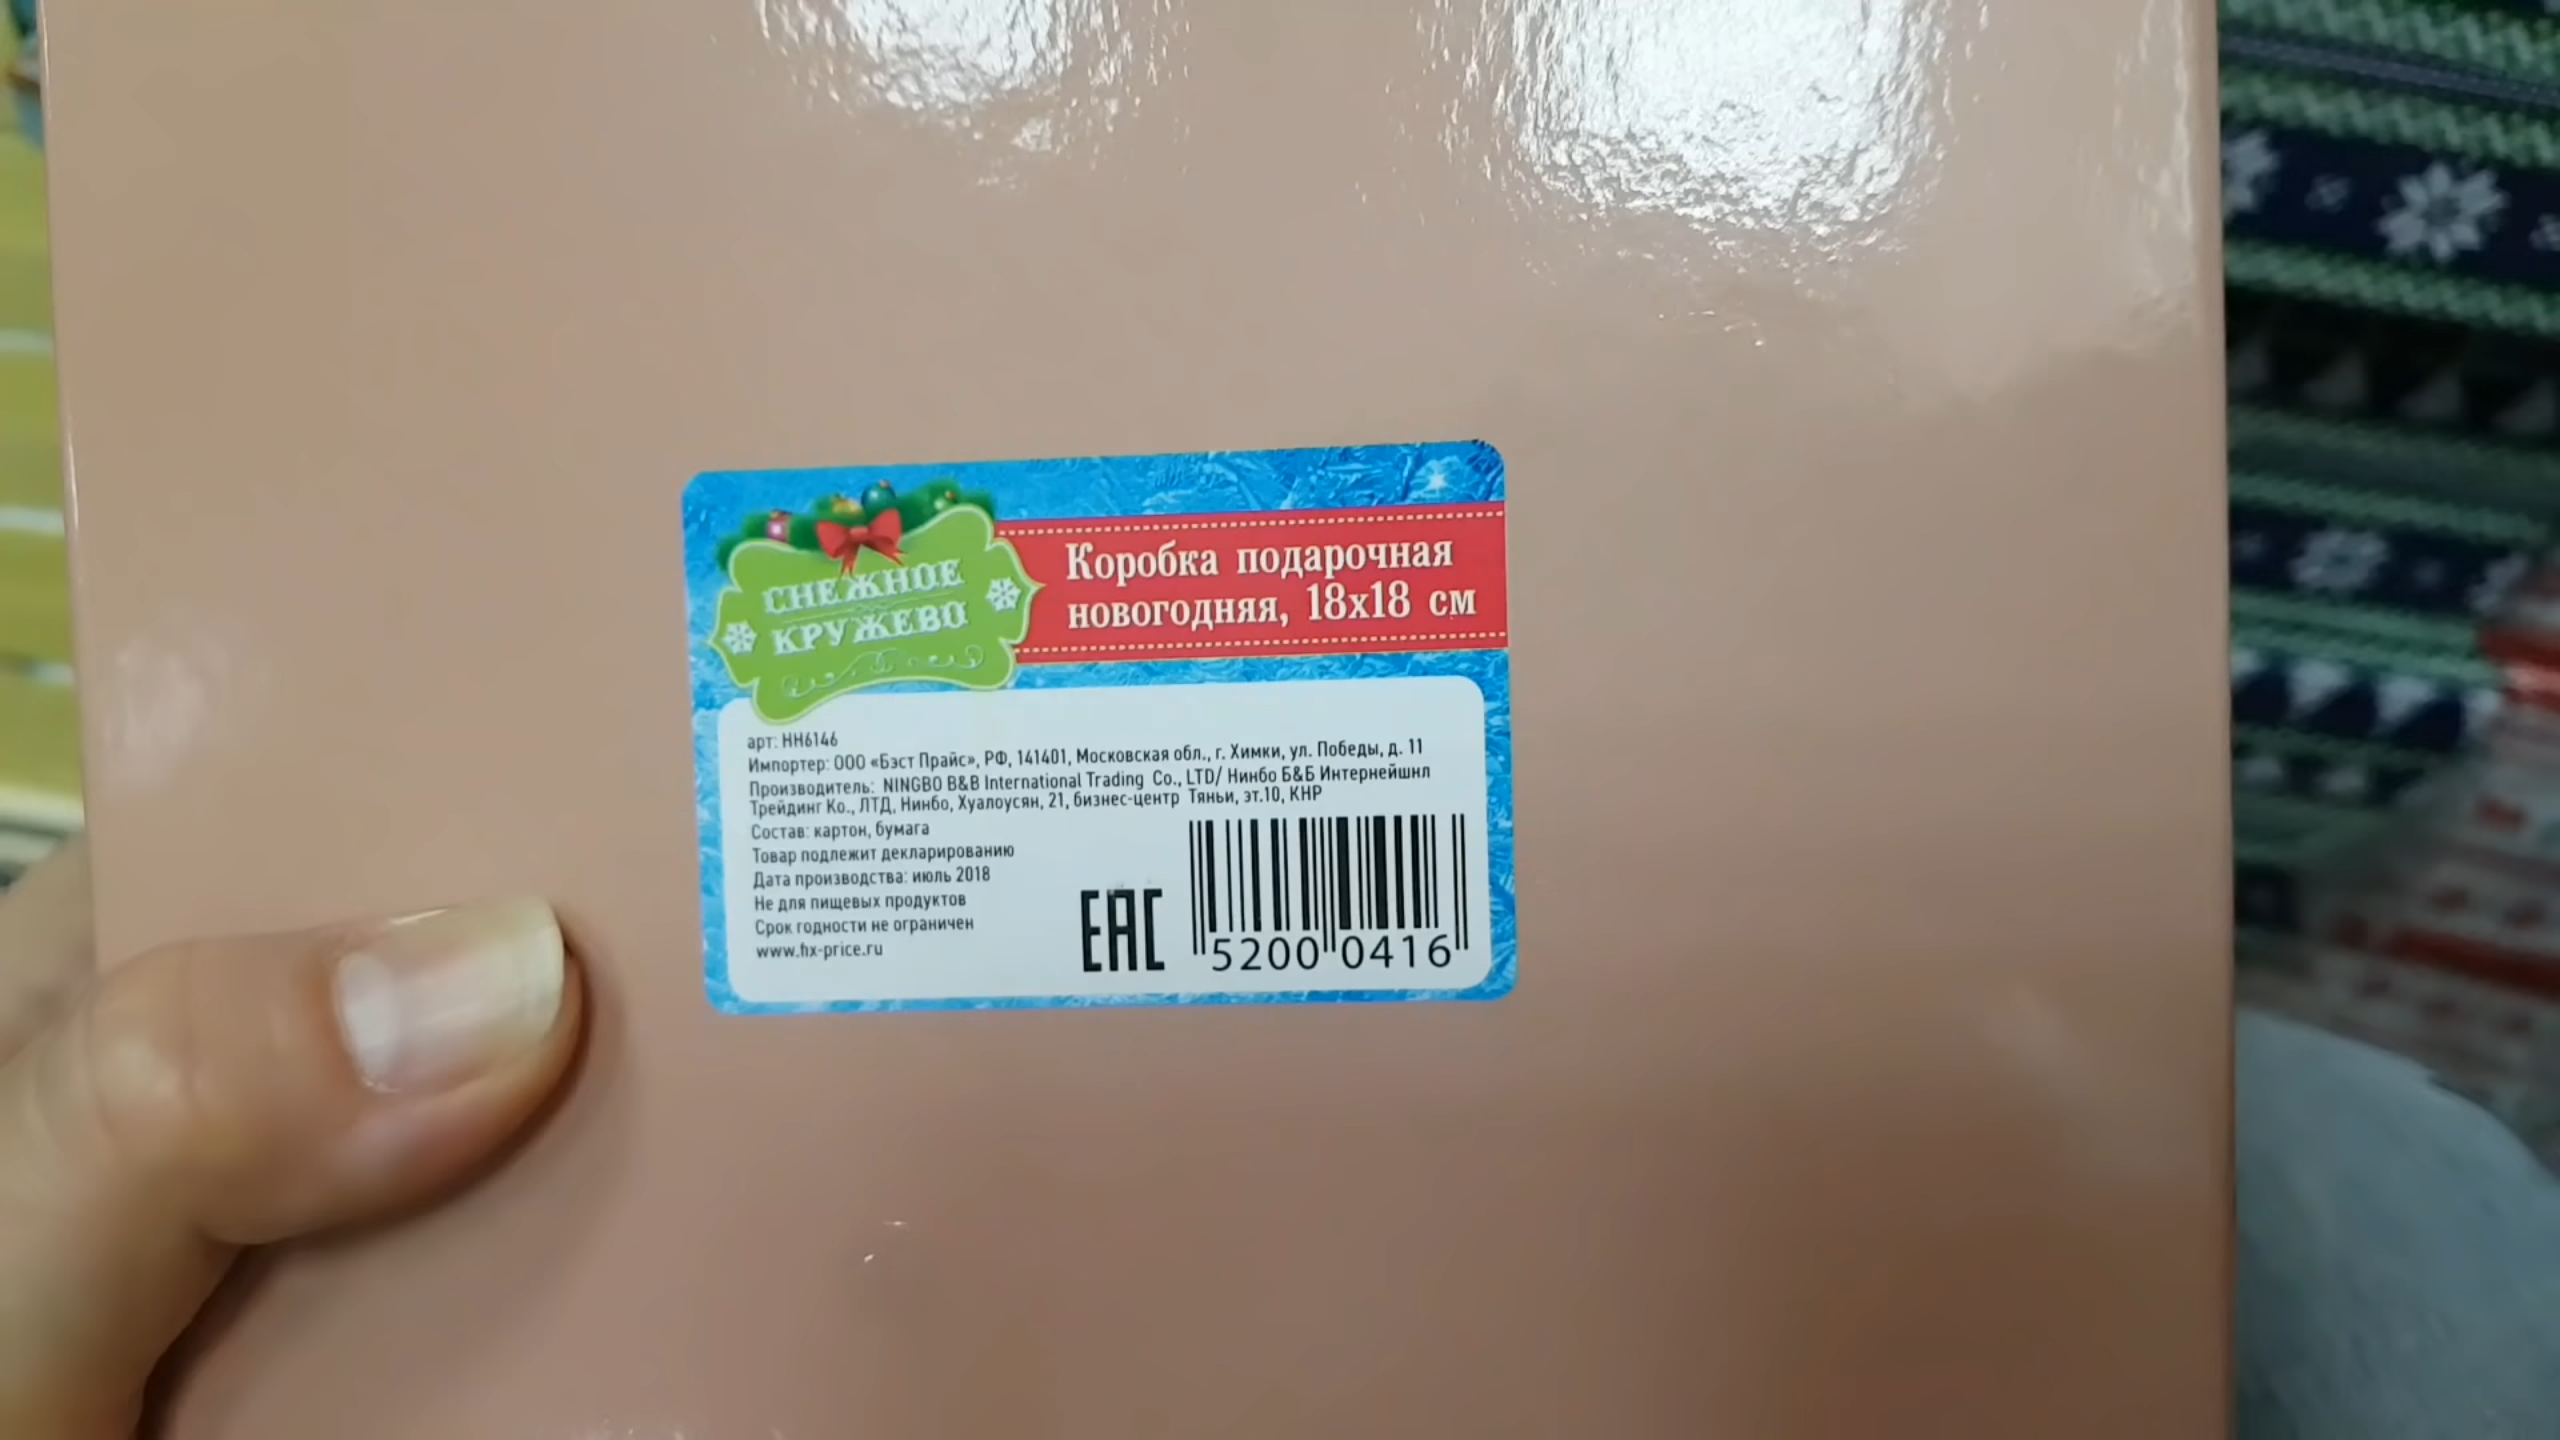 СНЕЖНОЕ
КРУЖЕВО
Коробка подарочная
новогодняя, 18х18 см
арт: НН6146
Импортер: ООО «Бэст Прайс», РФ, 141401, Московская обл., г. Химки, ул. Победы, д. 11
Производитель: NINGBO B&B International Trading Co., LTD/ Нинбо Б&Б Интернейшнл
Трейдинг Ко., ЛТД, Нинбо, Хуалоусян, 21, бизнес-центр Тяньи, эт.10, КНР
Состав: картон, бумага
Товар подлежит декларированию
Дата производства: июль 2018
Не для пищевых продуктов
Срок годности не ограничен
www.fix-price.ru
EAC
5200 0416